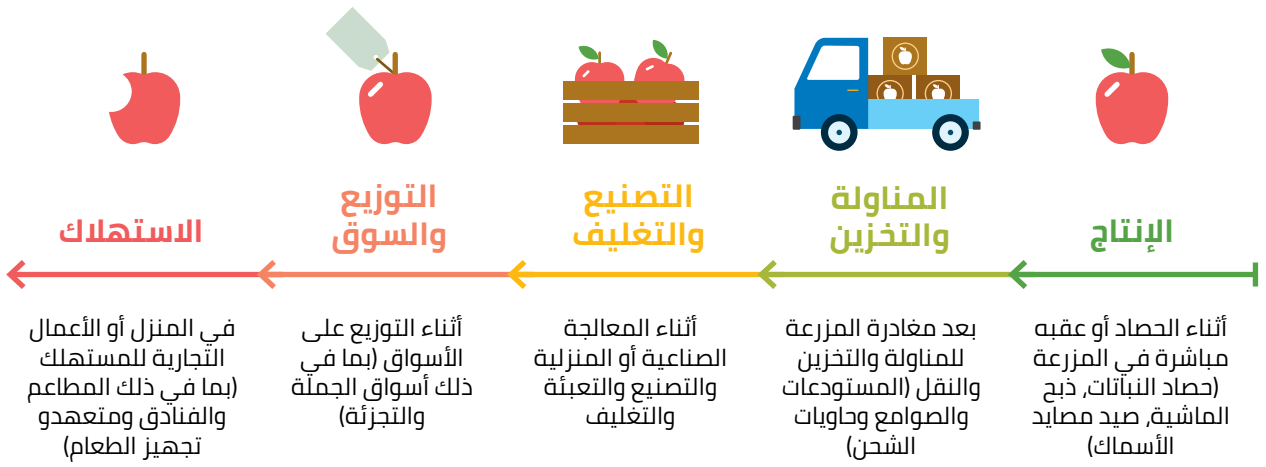 الإنتاج
أثناء الحصاد أو عقبه
مباشرة في المزرعة
(حصاد النباتات، ذبح
الماشية، صيد مصايد
الأسماك)
المناولة
والتخزين
بعد مغادرة المزرعة
للمناولة والتخزين
والنقل (المستودعات
والصوامع وحاويات
الشحن)
التصنيع
والتغليف
أثناء المعالجة
الصناعية أو المنزلية
والتصنيع والتعبئة
والتغليف
التوزيع
والسوق
أثناء التوزيع على
الأسواق (بما في
ذلك أسواق الجملة
والتجزئة)
الاستهلاك
في المنزل أو الأعمال
التجارية للمستهلك
(بما في ذلك المطاعم
والفنادق ومتعهدو
تجهيز الطعام)